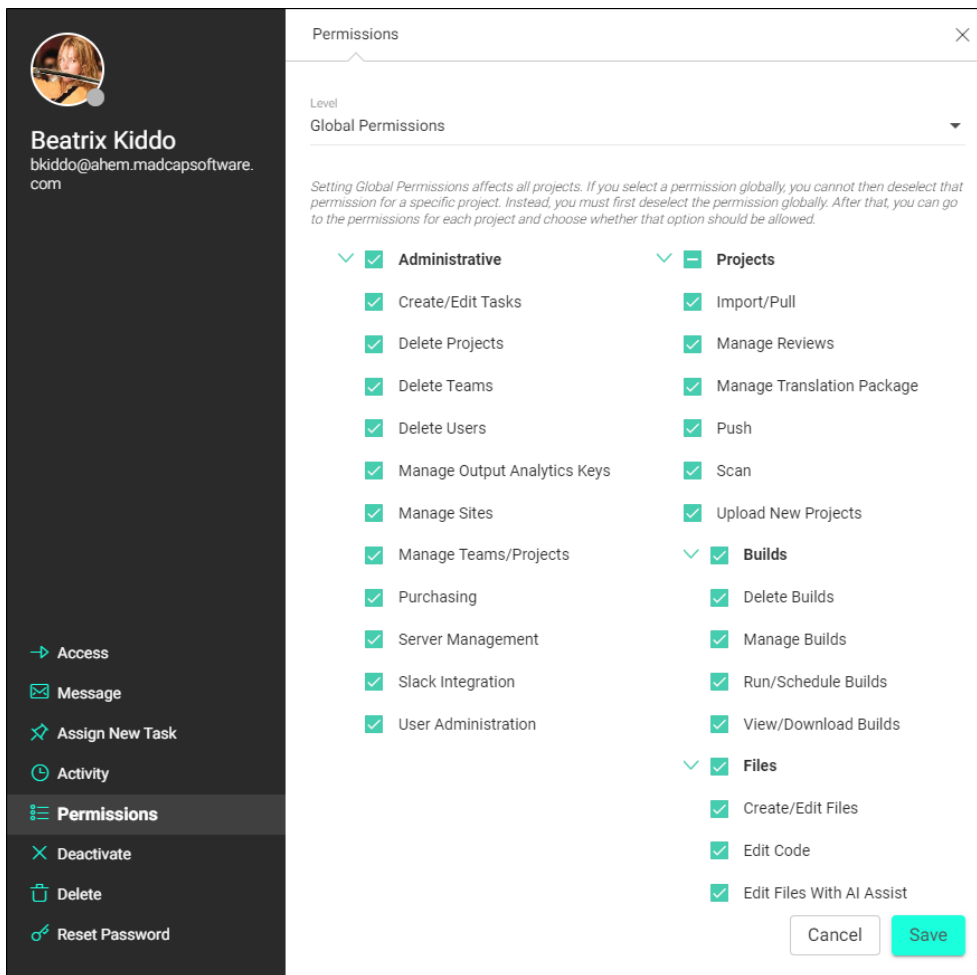 Beatrix Kiddo
bkiddo@ahem.madcapsoftware.
com
Access
Message
Assign New Task
Activity
Permissions
Deactivate
Delete
Reset Password
Permissions
Level
Global Permissions
Setting Global Permissions affects all projects. If you select a permission globally, you cannot then deselect that
permission for a specific project. Instead, you must first deselect the permission globally. After that, you can go
to the permissions for each project and choose whether that option should be allowed.
Administrative
Create/Edit Tasks
Delete Projects
Delete Teams
Delete Users
Manage Output Analytics Keys
Manage Sites
Manage Teams/Projects
Purchasing
Server Management
Slack Integration
User Administration
Projects
Import/Pull
Manage Reviews
Manage Translation Package
Push
Scan
Upload New Projects
Builds
Delete Builds
Manage Builds
Run/Schedule Builds
View/Download Builds
Files
Create/Edit Files
Edit Code
Edit Files With AI Assist
Cancel
Save